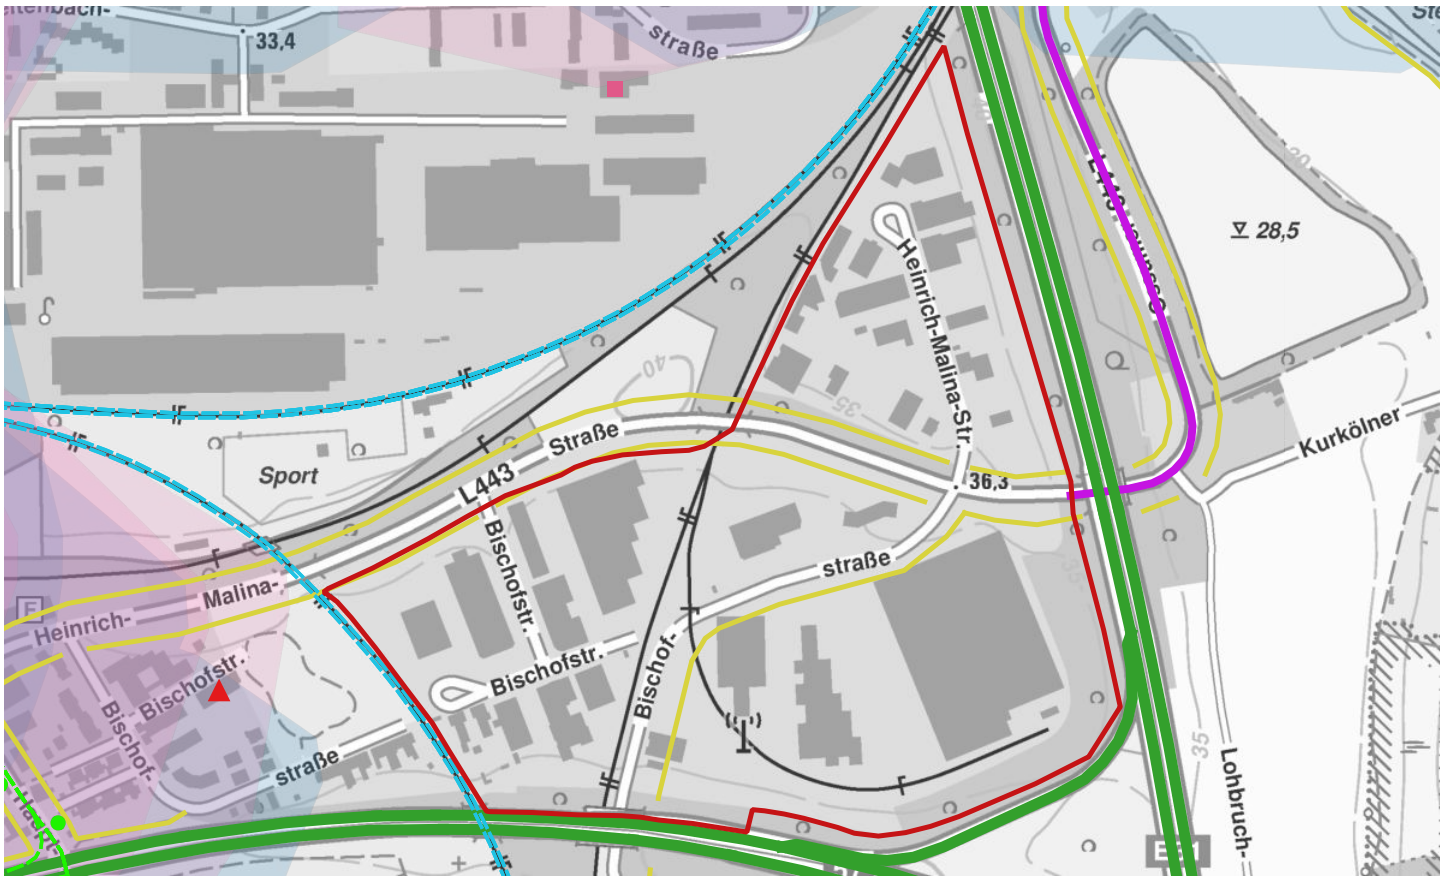 straße
33,4
28,5
L443
Heinrich-Malina-Str.
40
35
Kurkölner
Straße
36,3
L443
Sport
Bischofstr.
Malina-
Heinrich-
straße
Bischofstr.
Bischofstr.
Bischof-
Bischof-
straße
35
Lohbruch-